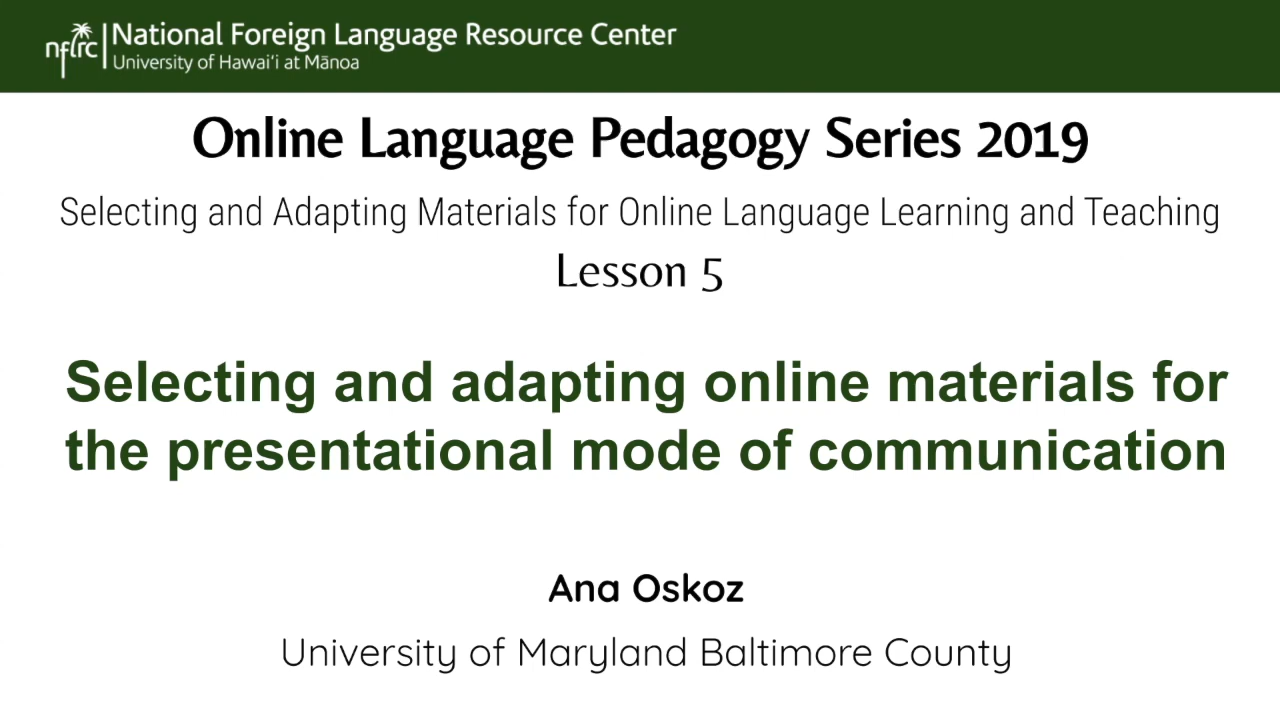 nflrc
National Foreign Language Resource Center
University of Hawaiʻi at Mānoa
Online Language Pedagogy Series 2019
Selecting and Adapting Materials for Online Language Learning and Teaching
Lesson 5
Selecting and adapting online materials for
the presentational mode of communication
Ana Oskoz
University of Maryland Baltimore County